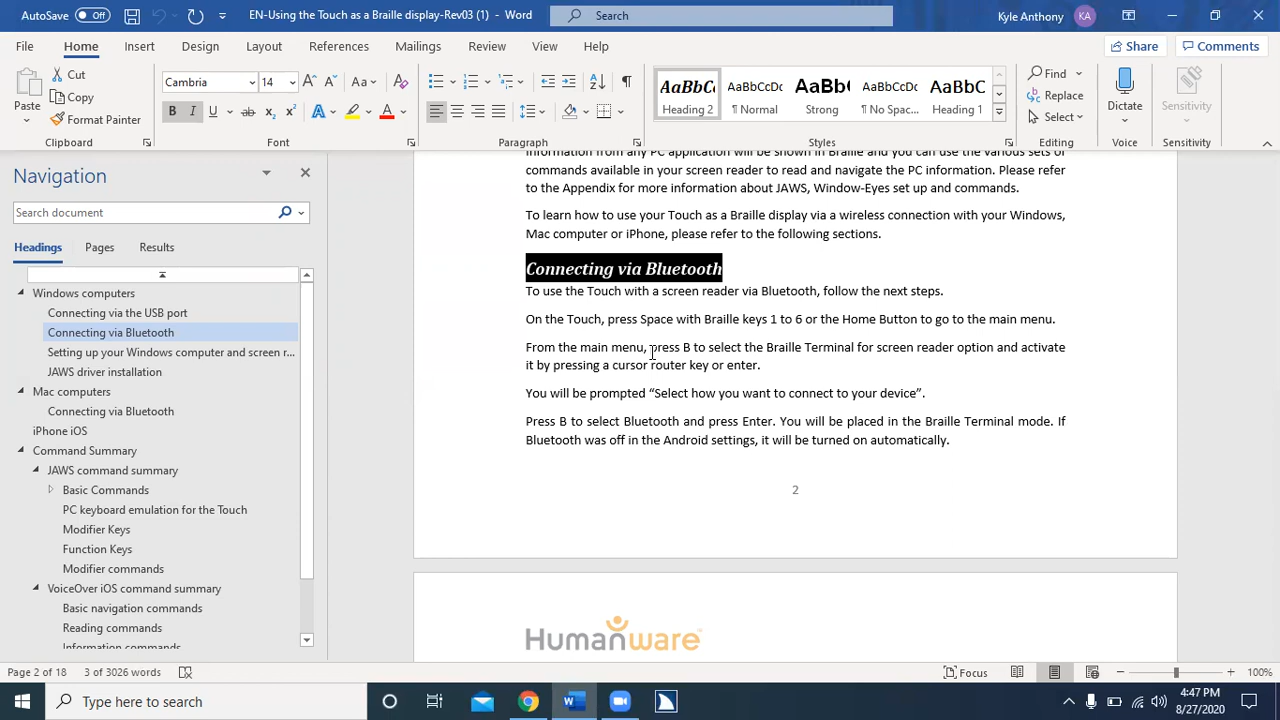 AutoSave Off EN-Using the Touch as a Braille display-Rev03 (1) - Word Search Kyle Anthony KA
File Home Insert Design Layout References Mailings Review View Help Share Comments
Paste
Cut
Copy
Format Painter
Clipboard
Cambria 14
Font
Paragraph
AaBbCc AaBbCcDc AaBbC AaBbCcDc AaBbC
Heading 2 ¶ Normal Strong ¶ No Spac... Heading 1
Styles
Find
Replace
Select
Editing
Dictate
Voice
Sensitivity
Sensitivity
Navigation
Search document
Headings Pages Results
Windows computers
Connecting via the USB port
Connecting via Bluetooth
Setting up your Windows computer and screen r...
JAWS driver installation
Mac computers
Connecting via Bluetooth
iPhone iOS
Command Summary
JAWS command summary
Basic Commands
PC keyboard emulation for the Touch
Modifier Keys
Function Keys
Modifier commands
VoiceOver iOS command summary
Basic navigation commands
Reading commands
Information commands
information from any PC application will be shown in Braille and you can use the various sets of
commands available in your screen reader to read and navigate the PC information. Please refer
to the Appendix for more information about JAWS, Window-Eyes set up and commands.
To learn how to use your Touch as a Braille display via a wireless connection with your Windows,
Mac computer or iPhone, please refer to the following sections.
Connecting via Bluetooth
To use the Touch with a screen reader via Bluetooth, follow the next steps.
On the Touch, press Space with Braille keys 1 to 6 or the Home Button to go to the main menu.
From the main menu, press B to select the Braille Terminal for screen reader option and activate
it by pressing a cursor router key or enter.
You will be prompted “Select how you want to connect to your device”.
Press B to select Bluetooth and press Enter. You will be placed in the Braille Terminal mode. If
Bluetooth was off in the Android settings, it will be turned on automatically.
2
Humanware
Page 2 of 18 3 of 3026 words Focus 100%
Type here to search
4:47 PM
8/27/2020